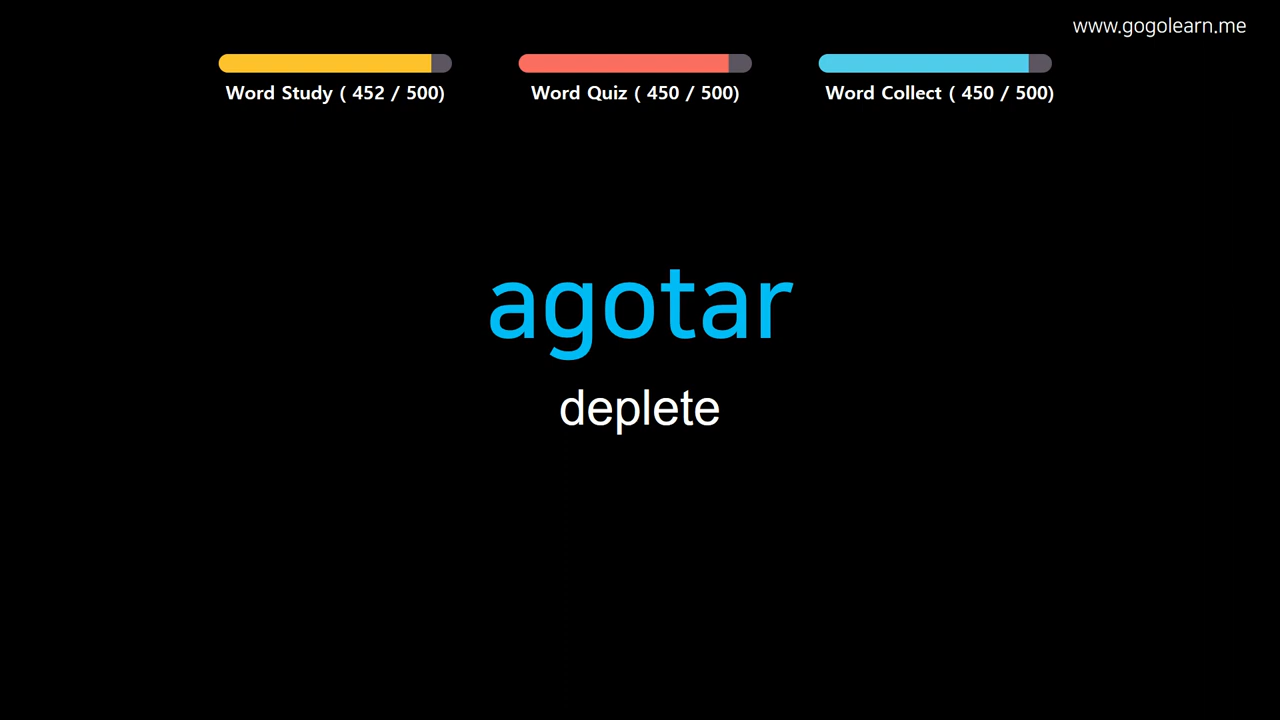 www.gogolearn.me
Word Study ( 452 / 500)
Word Quiz ( 450 / 500)
Word Collect ( 450 / 500)
agotar
deplete